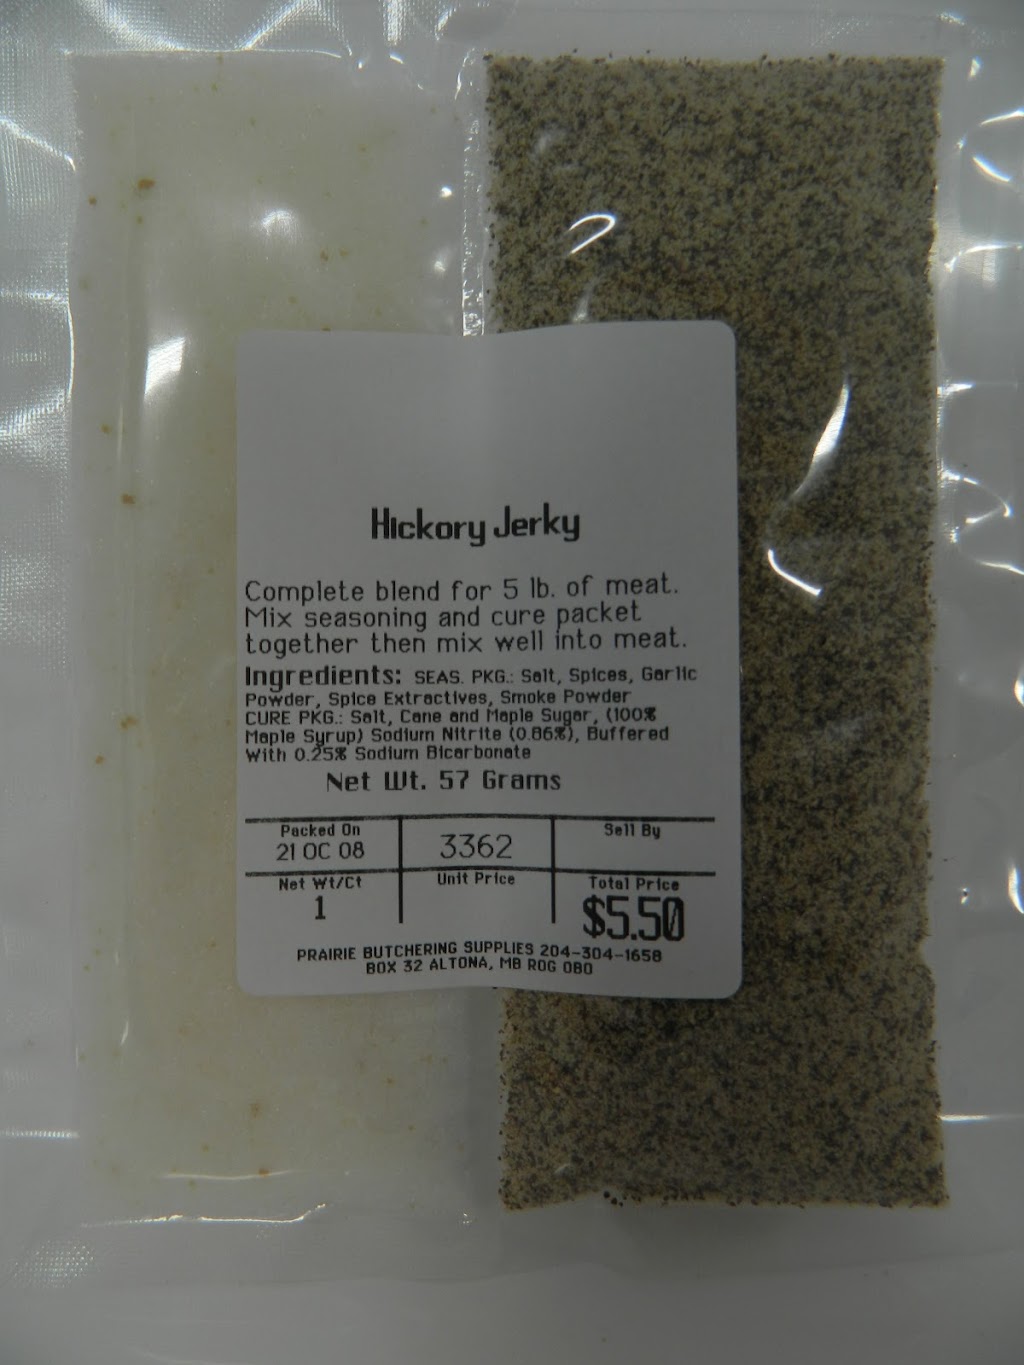 Hickory Jerky
Complete blend for 5 lb. of meat.
Mix seasoning and cure packet
together then mix well into meat.
Ingredients: SEAS. PKG.: Salt, Spices, Garlic
Powder, Spice Extractives, Smoke Powder
CURE PKG.: Salt, Cane and Maple Sugar, (100%
Maple Syrup) Sodium Nitrite (0.86%), Buffered
With 0.25% Sodium Bicarbonate
Net Wt. 57 Grams
Packed On
21 OC 08
3362
Sell By
Net Wt/Ct
1
Unit Price
Total Price
$5.50
PRAIRIE BUTCHERING SUPPLIES 204-304-1658
BOX 32 ALTONA, MB R0G 0B0